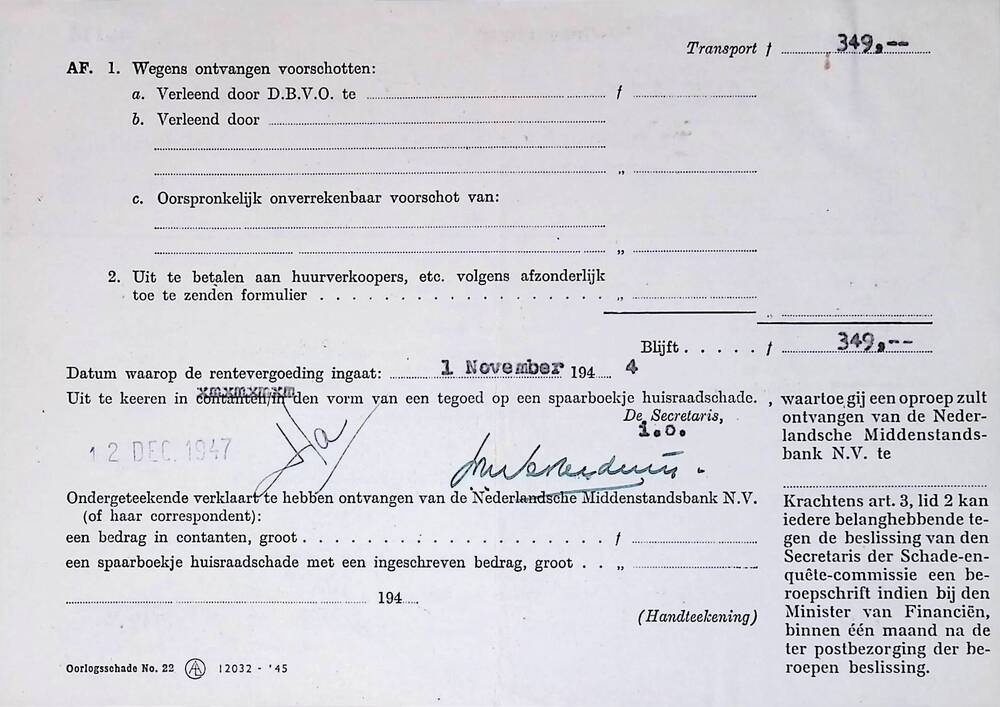 Transport f 349,--
AF. 1. Wegens ontvangen voorschotten:
a. Verleend door D.B.V.O. te f
b. Verleend door
„
c. Oorspronkelijk onverrekenbaar voorschot van:
„
2. Uit te betalen aan huurverkoopers, etc. volgens afzonderlijk
toe te zenden formulier . . . . . . . . . . . . . . . . . . . „ „
Blijft . . . . . f 349,--
Datum waarop de rentevergoeding ingaat: 1 November 194 4
Uit te keeren in contanten/in den vorm van een tegoed op een spaarboekje huisraadschade.
De Secretaris,
i.o.
12 DEC. 1947
Ondergeteekende verklaart te hebben ontvangen van de Nederlandsche Middenstandsbank N.V.
(of haar correspondent):
een bedrag in contanten, groot . . . . . . . . . . . . . . . . . . . f
een spaarboekje huisraadschade met een ingeschreven bedrag, groot . . „
194
(Handteekening)
Oorlogsschade No. 22 12032 - '45
, waartoe gij een oproep zult
ontvangen van de Neder-
landsche Middenstands-
bank N.V. te
Krachtens art. 3, lid 2 kan
iedere belanghebbende te-
gen de beslissing van den
Secretaris der Schade-en-
quête-commissie een be-
roepschrift indien bij den
Minister van Financiën,
binnen één maand na de
ter postbezorging der be-
roepen beslissing.